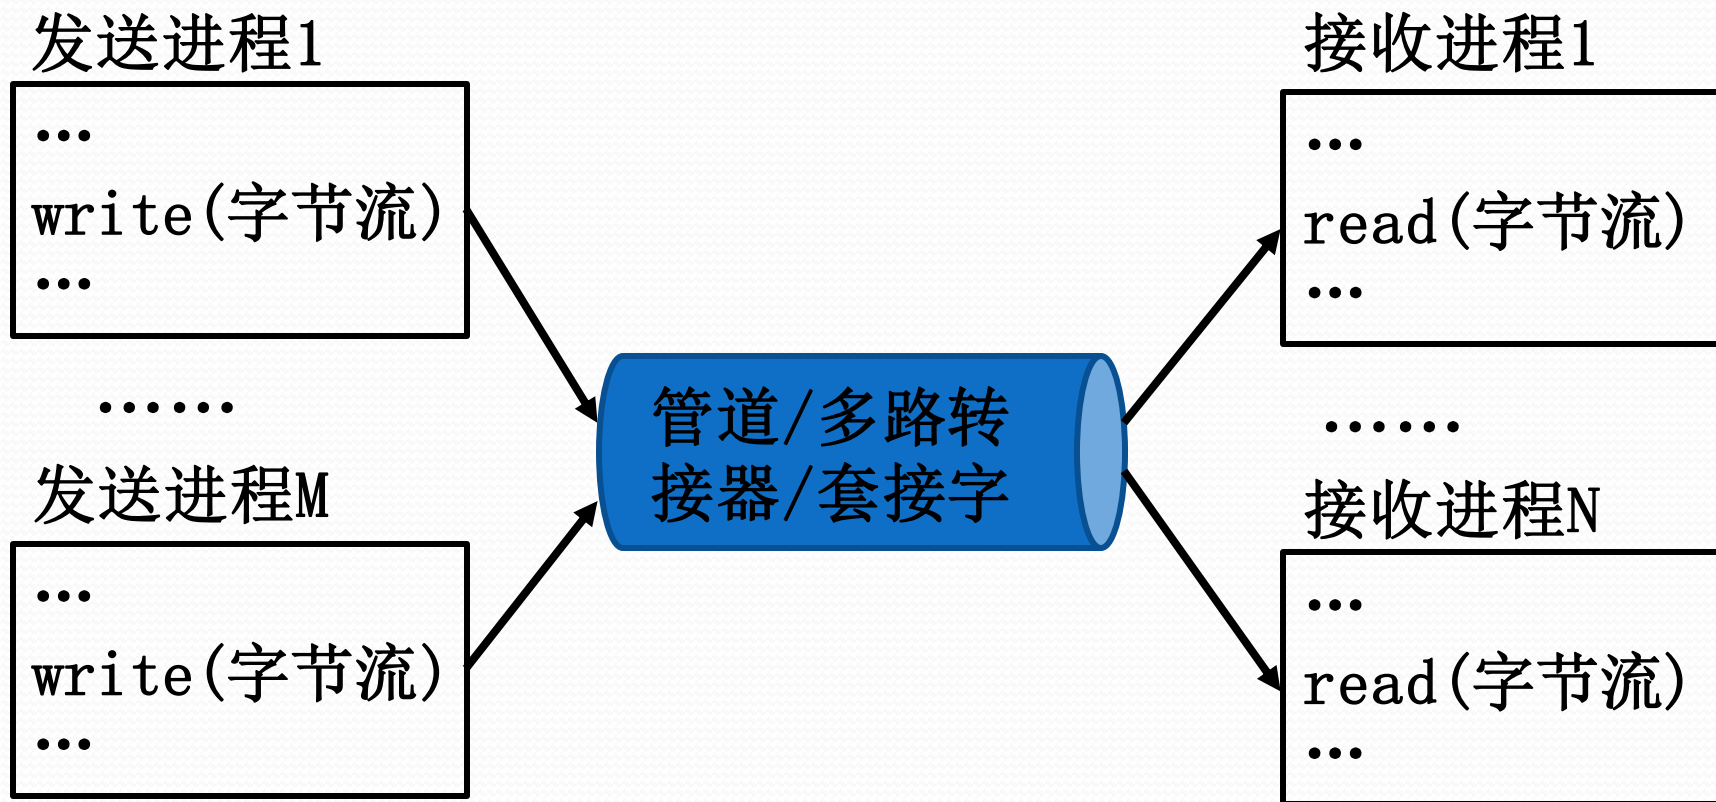 发送进程1
…
write(字节流)
…
……
发送进程M
…
write(字节流)
…
管道/多路转
接器/套接字
接收进程1
…
read(字节流)
…
……
接收进程N
…
read(字节流)
…